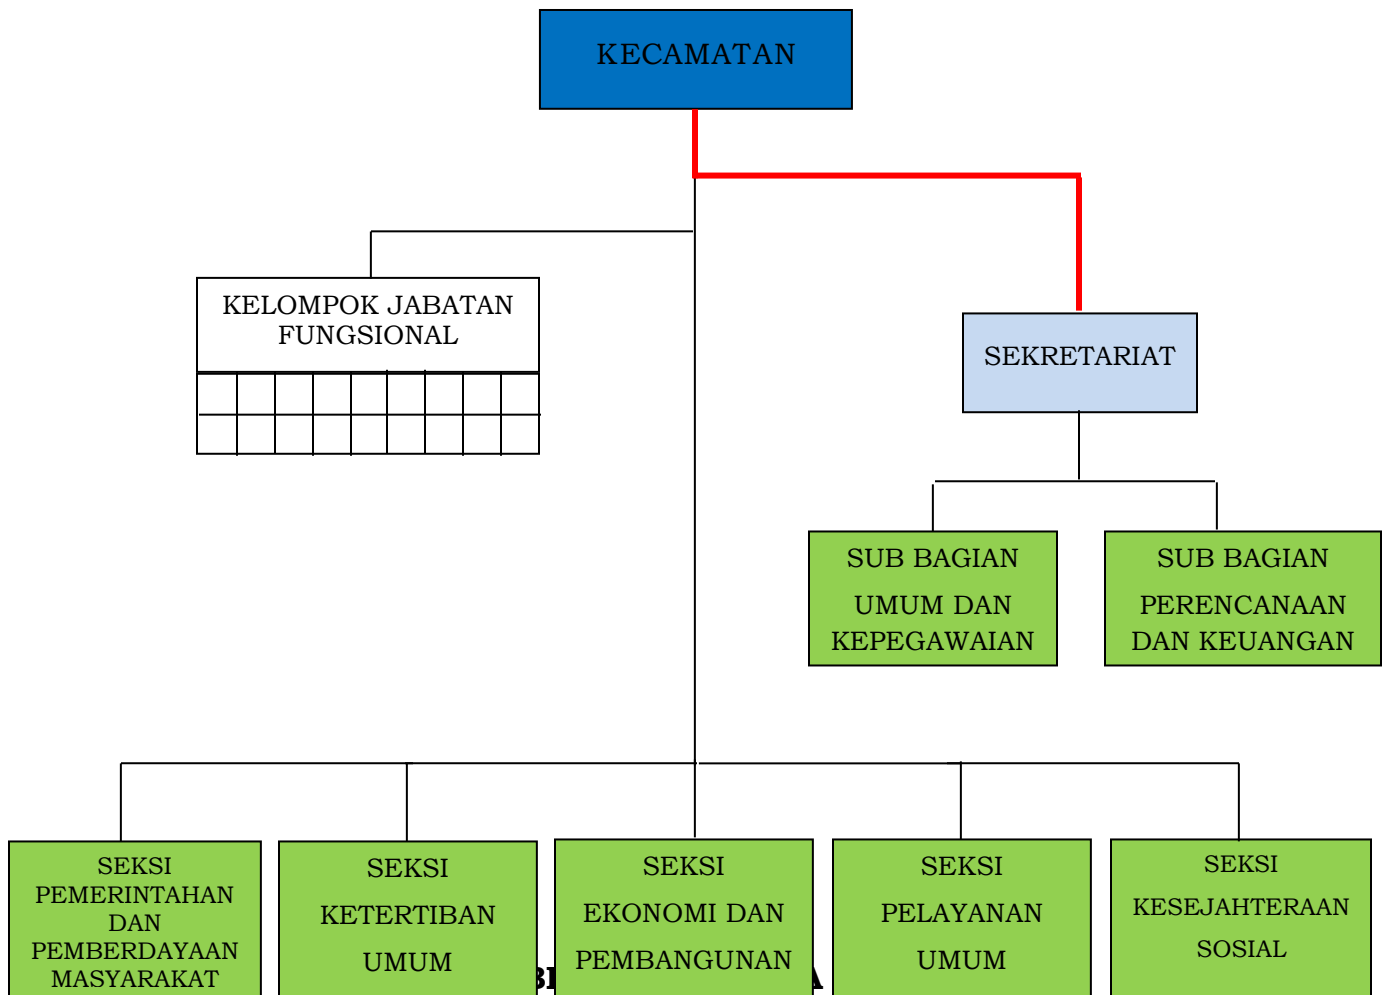 KECAMATAN
KELOMPOK JABATAN
FUNGSIONAL
SEKRETARIAT
SUB BAGIAN
UMUM DAN
KEPEGAWAIAN
SUB BAGIAN
PERENCANAAN
DAN KEUANGAN
SEKSI
PEMERINTAHAN
DAN
PEMBERDAYAAN
MASYARAKAT
SEKSI
KETERTIBAN
UMUM
SEKSI
EKONOMI DAN
PEMBANGUNAN
SEKSI
PELAYANAN
UMUM
SEKSI
KESEJAHTERAAN
SOSIAL